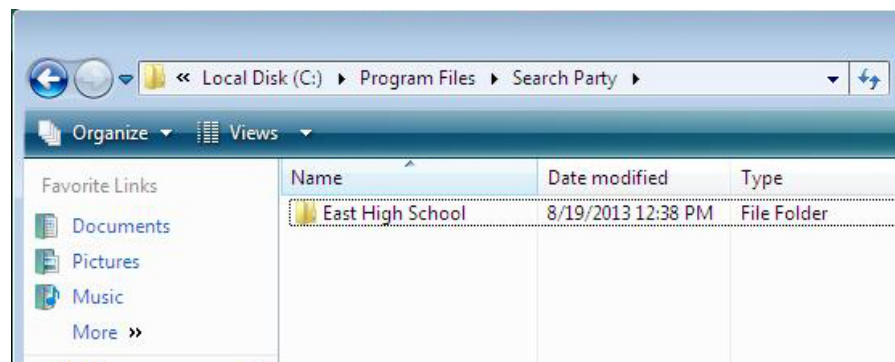 « Local Disk (C:) ▸ Program Files ▸ Search Party ▸
Organize Views
Favorite Links
Documents
Pictures
Music
More »
Name Date modified Type
East High School 8/19/2013 12:38 PM File Folder